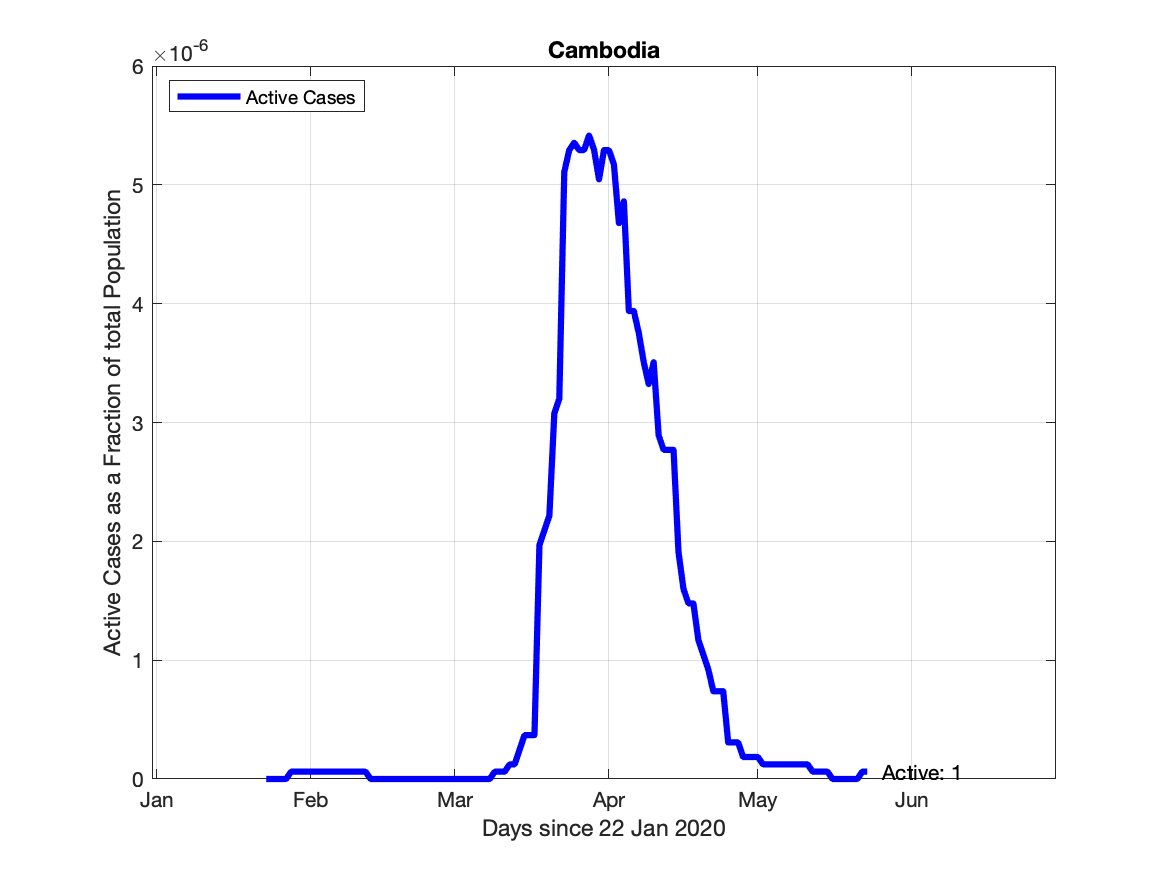 Cambodia
×10-6
Active Cases
6
5
4
3
2
1
0
Active Cases as a Fraction of total Population
Active: 1
Jan Feb Mar Apr May Jun
Days since 22 Jan 2020